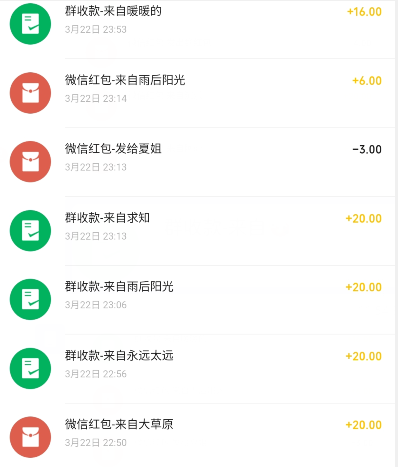 群收款-来自暖暖的
+16.00
3月22日 23:53
微信红包-来自雨后阳光
+6.00
3月22日 23:14
微信红包-发给夏姐
-3.00
3月22日 23:13
群收款-来自求知
+20.00
3月22日 23:13
群收款-来自雨后阳光
+20.00
3月22日 23:06
群收款-来自永远太远
+20.00
3月22日 22:56
微信红包-来自大草原
+20.00
3月22日 22:50